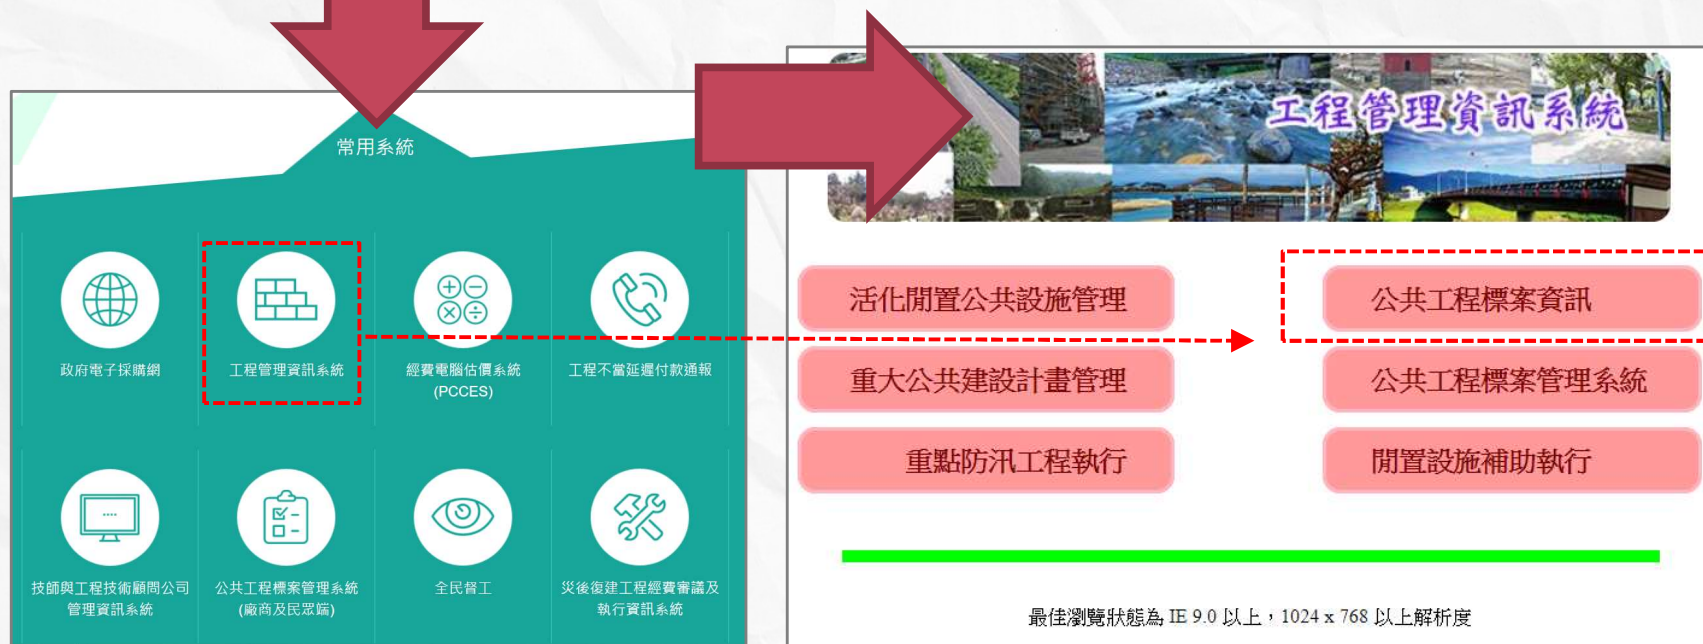 常用系統
政府電子採購網
工程管理資訊系統
經費電腦估價系統
(PCCES)
工程不當延遲付款通報
技師與工程技術顧問公司
管理資訊系統
公共工程標案管理系統
(廠商及民眾端)
全民督工
災後復建工程經費審議及
執行資訊系統
工程管理資訊系統
活化閒置公共設施管理
公共工程標案資訊
重大公共建設計畫管理
公共工程標案管理系統
重點防汛工程執行
閒置設施補助執行
最佳瀏覽狀態為 IE 9.0 以上，1024 x 768 以上解析度